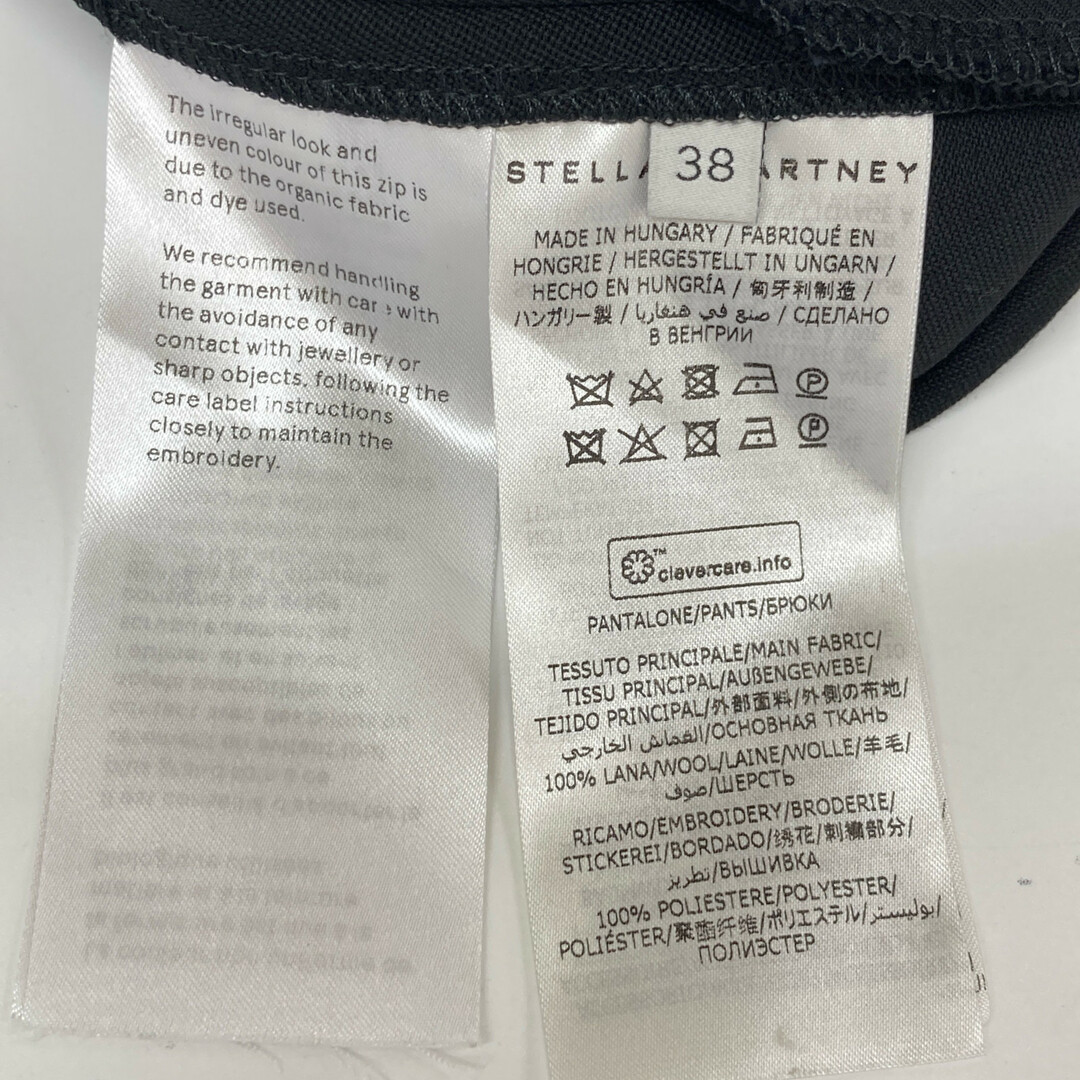 The irregular look and
uneven colour of this zip is
due to the organic fabric
and dye used.
We recommend handling
the garment with care with
the avoidance of any
contact with jewellery or
sharp objects, following the
care label instructions
closely to maintain the
embroidery.
38
STELLA ARTNEY
MADE IN HUNGARY / FABRIQUÉ EN
HONGRIE / HERGESTELLT IN UNGARN /
HECHO EN HUNGRÍA / 匈牙利制造 /
ハンガリー製 / صنع في هنغاريا / СДЕЛАНО
В ВЕНГРИИ
P
P
clevercare.info
PANTALONE/PANTS/БРЮКИ
TESSUTO PRINCIPALE/MAIN FABRIC/
TISSU PRINCIPAL/AUßENGEWEBE/
TEJIDO PRINCIPAL/外部面料/外側の布地/
القماش الخارجي/ОСНОВНАЯ ТКАНЬ
100% LANA/WOOL/LAINE/WOLLE/羊毛/
صوف/ШЕРСТЬ
RICAMO/EMBROIDERY/BRODERIE/
STICKEREI/BORDADO/绣花/刺繍部分/
تطريز/ВЫШИВКА
100% POLIESTERE/POLYESTER/
POLIÉSTER/聚酯纤维/ポリエステル/بوليستر/
ПОЛИЭСТЕР